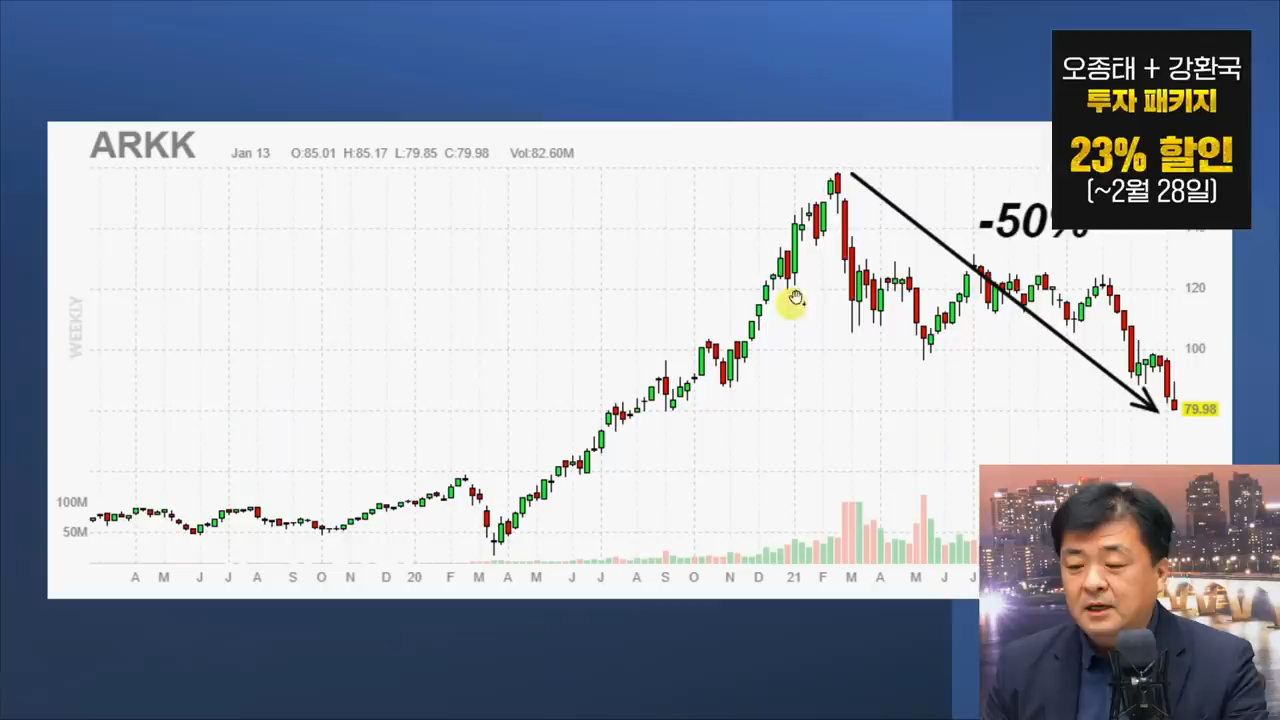 오종태 + 강환국
투자 패키지
23% 할인
(~2월 28일)
ARKK
Jan 13 O:85.01 H:85.17 L:79.85 C:79.98 Vol:82.60M
-50%
120
WEEKLY
100
79.98
100M
50M
A M J J A S O N D 20 F M A M J J A S O N D 21 F M A M J J